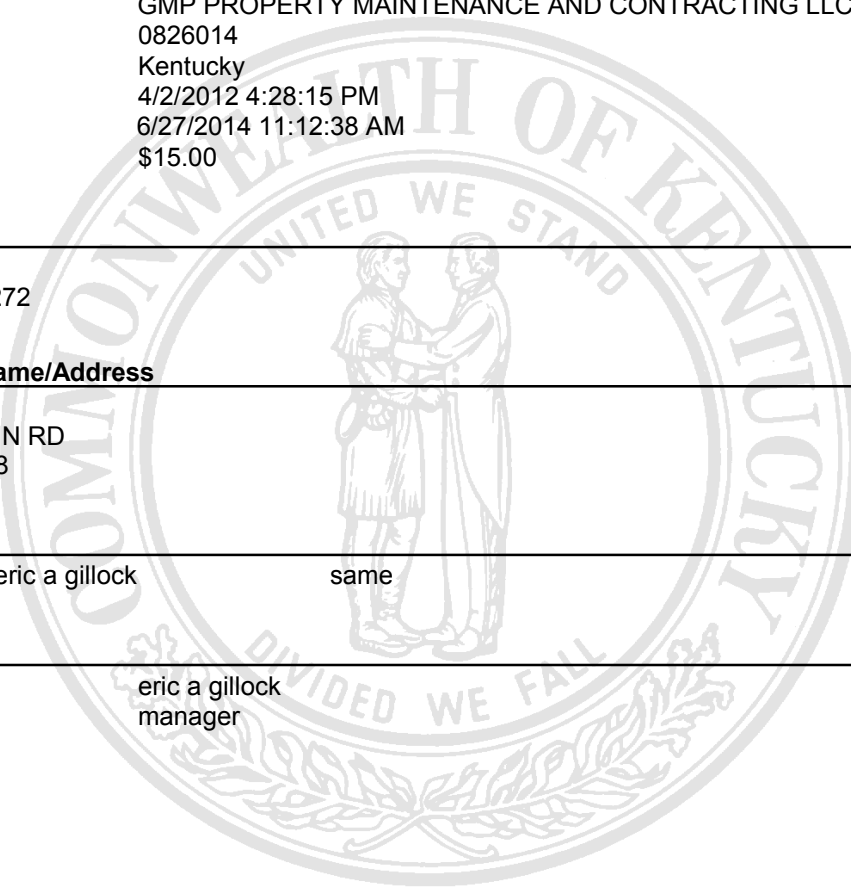 GMP PROPERTY MAINTENANCE AND CONTRACTING LLC
0826014
Kentucky
4/2/2012 4:28:15 PM
6/27/2014 11:12:38 AM
$15.00
COMMONWEALTH OF KENTUCKY
UNITED WE STAND
272
ame/Address
N RD
8
eric a gillock same
DIVIDED WE FALL
eric a gillock
manager